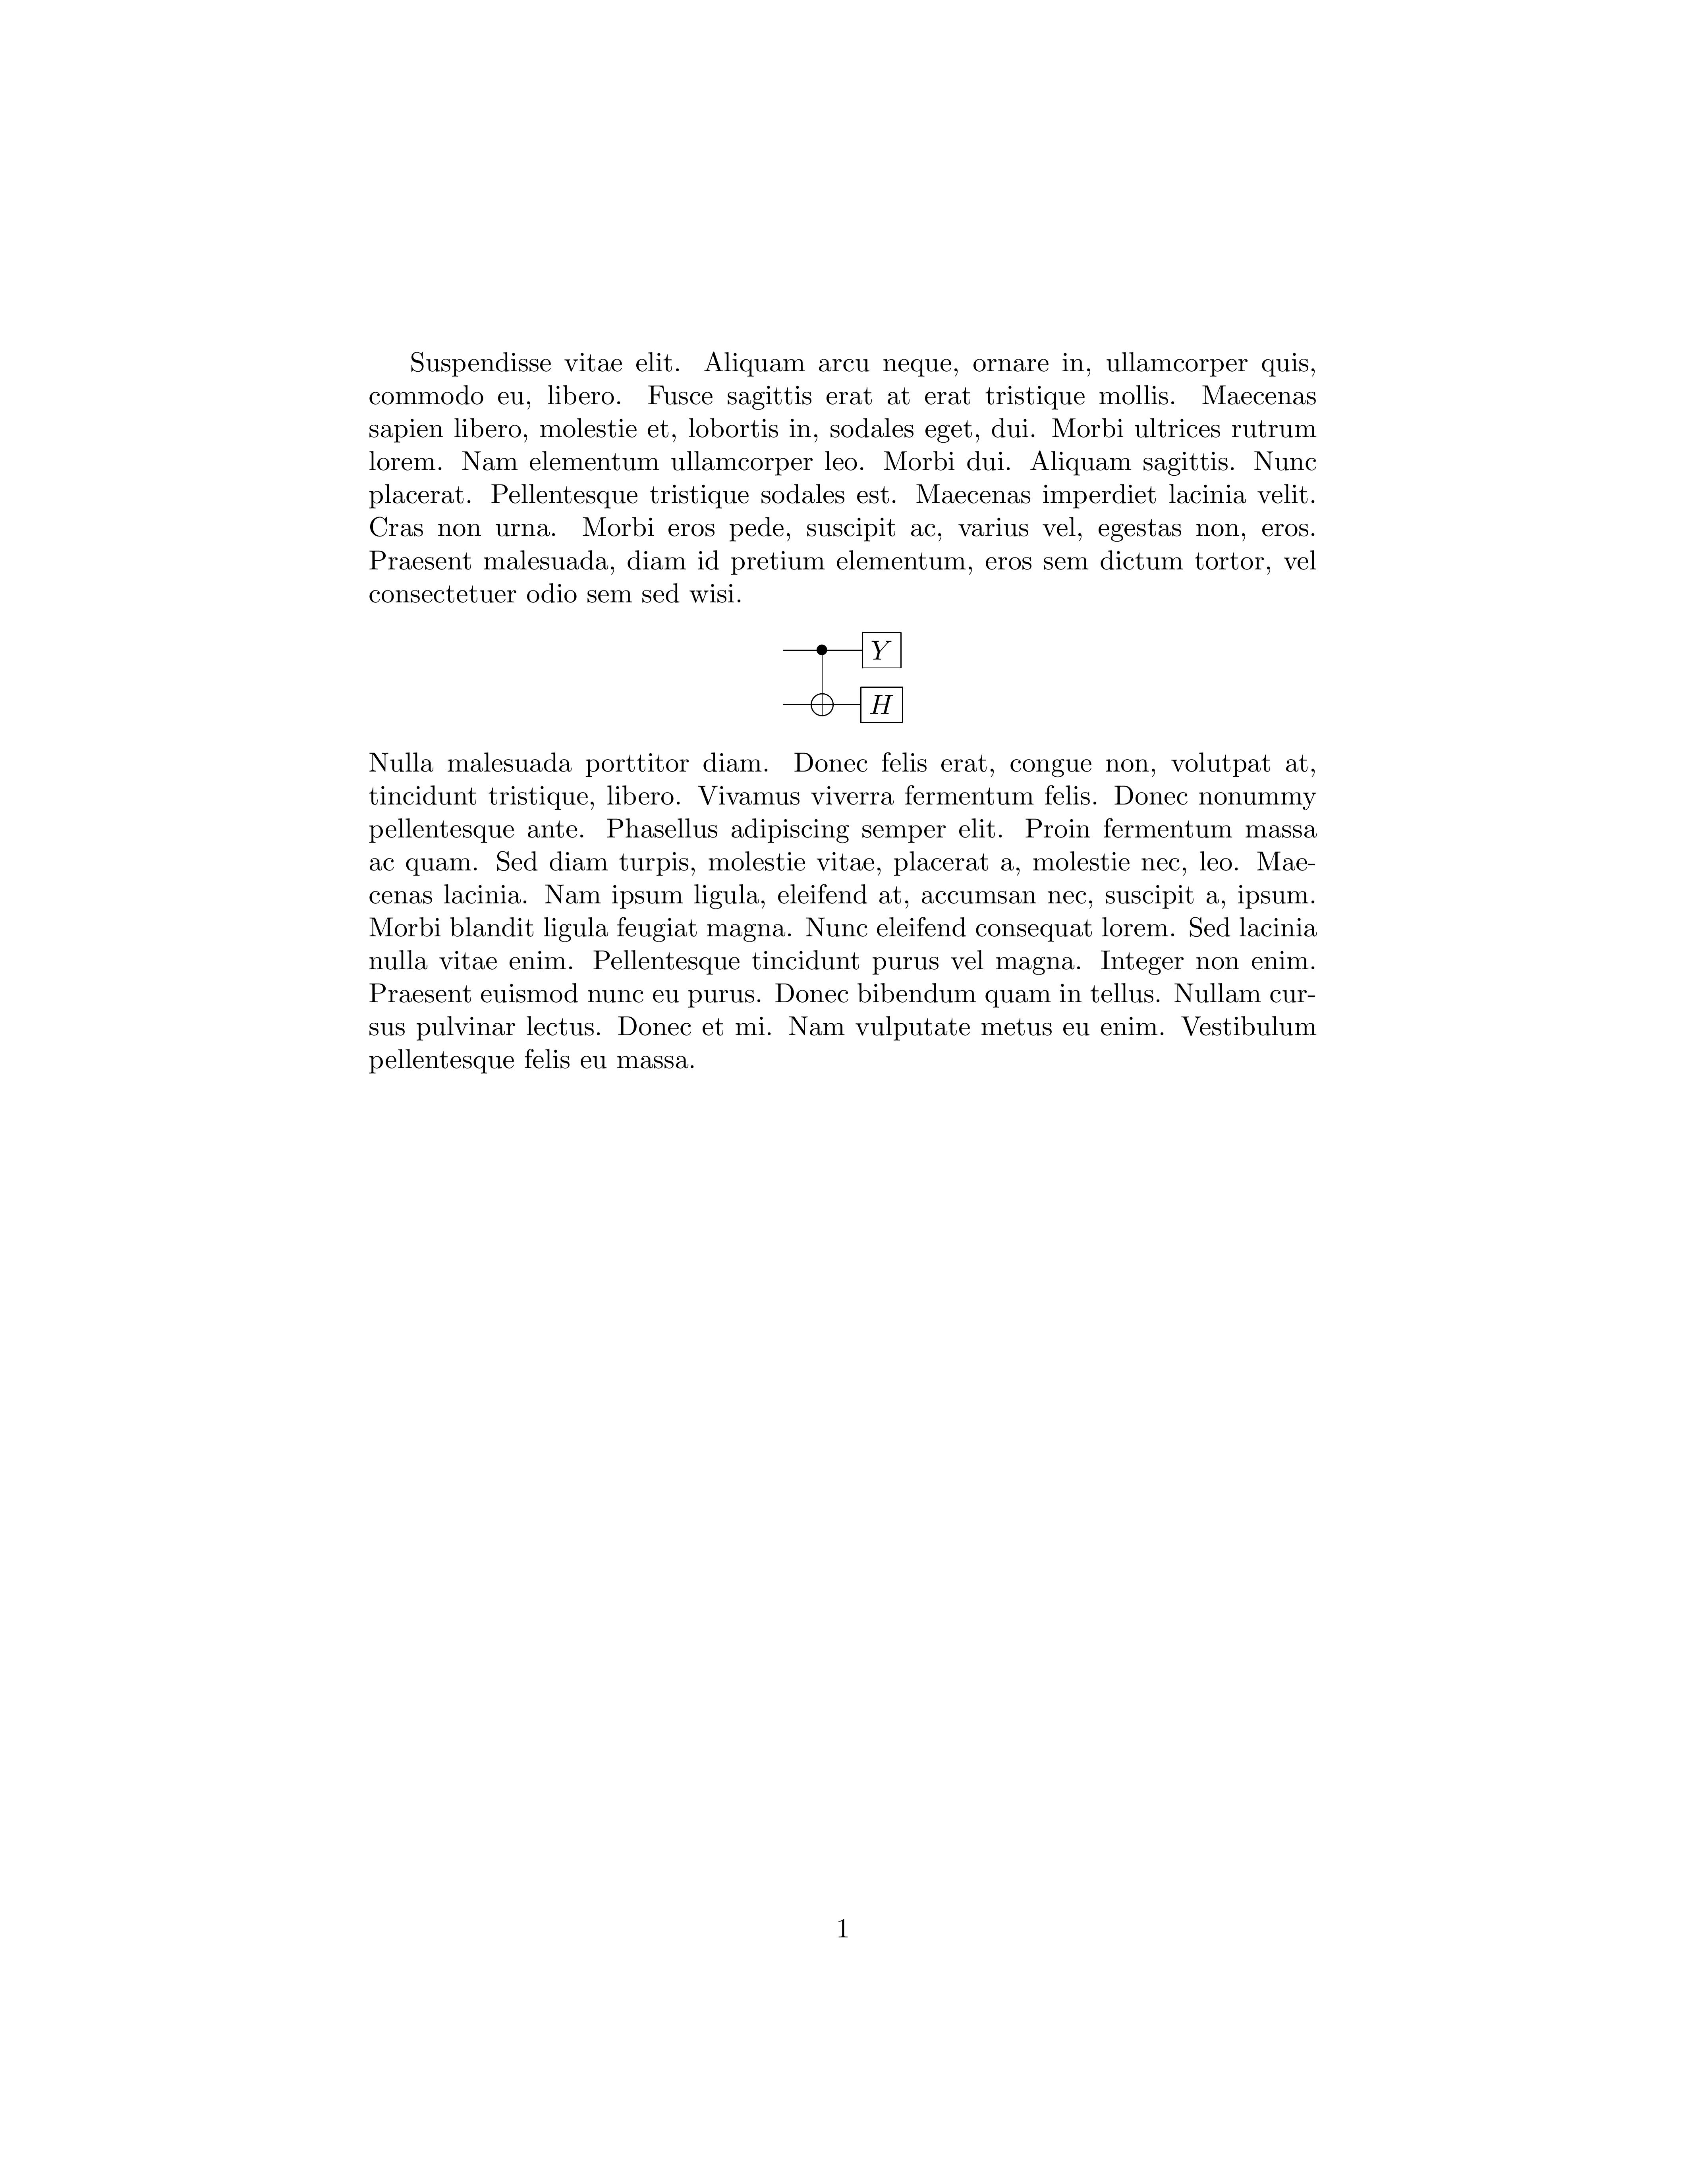 Suspendisse vitae elit. Aliquam arcu neque, ornare in, ullamcorper quis,
commodo eu, libero. Fusce sagittis erat at erat tristique mollis. Maecenas
sapien libero, molestie et, lobortis in, sodales eget, dui. Morbi ultrices rutrum
lorem. Nam elementum ullamcorper leo. Morbi dui. Aliquam sagittis. Nunc
placerat. Pellentesque tristique sodales est. Maecenas imperdiet lacinia velit.
Cras non urna. Morbi eros pede, suscipit ac, varius vel, egestas non, eros.
Praesent malesuada, diam id pretium elementum, eros sem dictum tortor, vel
consectetuer odio sem sed wisi.
Y
H
Nulla malesuada porttitor diam. Donec felis erat, congue non, volutpat at,
tincidunt tristique, libero. Vivamus viverra fermentum felis. Donec nonummy
pellentesque ante. Phasellus adipiscing semper elit. Proin fermentum massa
ac quam. Sed diam turpis, molestie vitae, placerat a, molestie nec, leo. Mae-
cenas lacinia. Nam ipsum ligula, eleifend at, accumsan nec, suscipit a, ipsum.
Morbi blandit ligula feugiat magna. Nunc eleifend consequat lorem. Sed lacinia
nulla vitae enim. Pellentesque tincidunt purus vel magna. Integer non enim.
Praesent euismod nunc eu purus. Donec bibendum quam in tellus. Nullam cur-
sus pulvinar lectus. Donec et mi. Nam vulputate metus eu enim. Vestibulum
pellentesque felis eu massa.
1